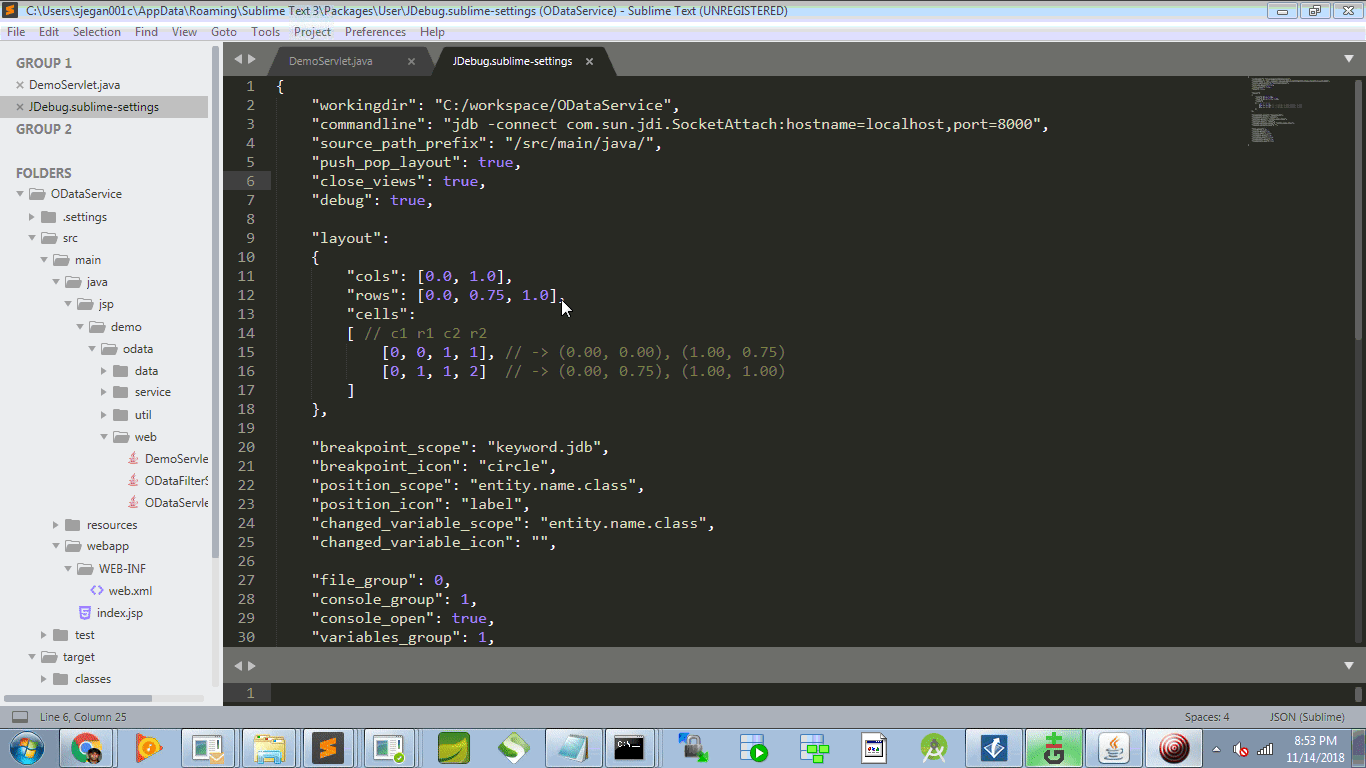 C:\Users\sjegan001c\AppData\Roaming\Sublime Text 3\Packages\User\JDebug.sublime-settings (ODataService) - Sublime Text (UNREGISTERED)
File Edit Selection Find View Goto Tools Project Preferences Help
GROUP 1
DemoServlet.java
JDebug.sublime-settings
GROUP 2
FOLDERS
ODataService
.settings
src
main
java
jsp
demo
odata
data
service
util
web
DemoServle
ODataFilterS
ODataServle
resources
webapp
WEB-INF
web.xml
index.jsp
test
target
classes
DemoServlet.java JDebug.sublime-settings
1 {
2 "workingdir": "C:/workspace/ODataService",
3 "commandline": "jdb -connect com.sun.jdi.SocketAttach:hostname=localhost,port=8000",
4 "source_path_prefix": "/src/main/java/",
5 "push_pop_layout": true,
6 "close_views": true,
7 "debug": true,
8
9 "layout":
10 {
11 "cols": [0.0, 1.0],
12 "rows": [0.0, 0.75, 1.0],
13 "cells":
14 [ // c1 r1 c2 r2
15 [0, 0, 1, 1], // -> (0.00, 0.00), (1.00, 0.75)
16 [0, 1, 1, 2] // -> (0.00, 0.75), (1.00, 1.00)
17 ]
18 },
19
20 "breakpoint_scope": "keyword.jdb",
21 "breakpoint_icon": "circle",
22 "position_scope": "entity.name.class",
23 "position_icon": "label",
24 "changed_variable_scope": "entity.name.class",
25 "changed_variable_icon": "",
26
27 "file_group": 0,
28 "console_group": 1,
29 "console_open": true,
30 "variables_group": 1,
1
Line 6, Column 25 Spaces: 4 JSON (Sublime)
8:53 PM
11/14/2018